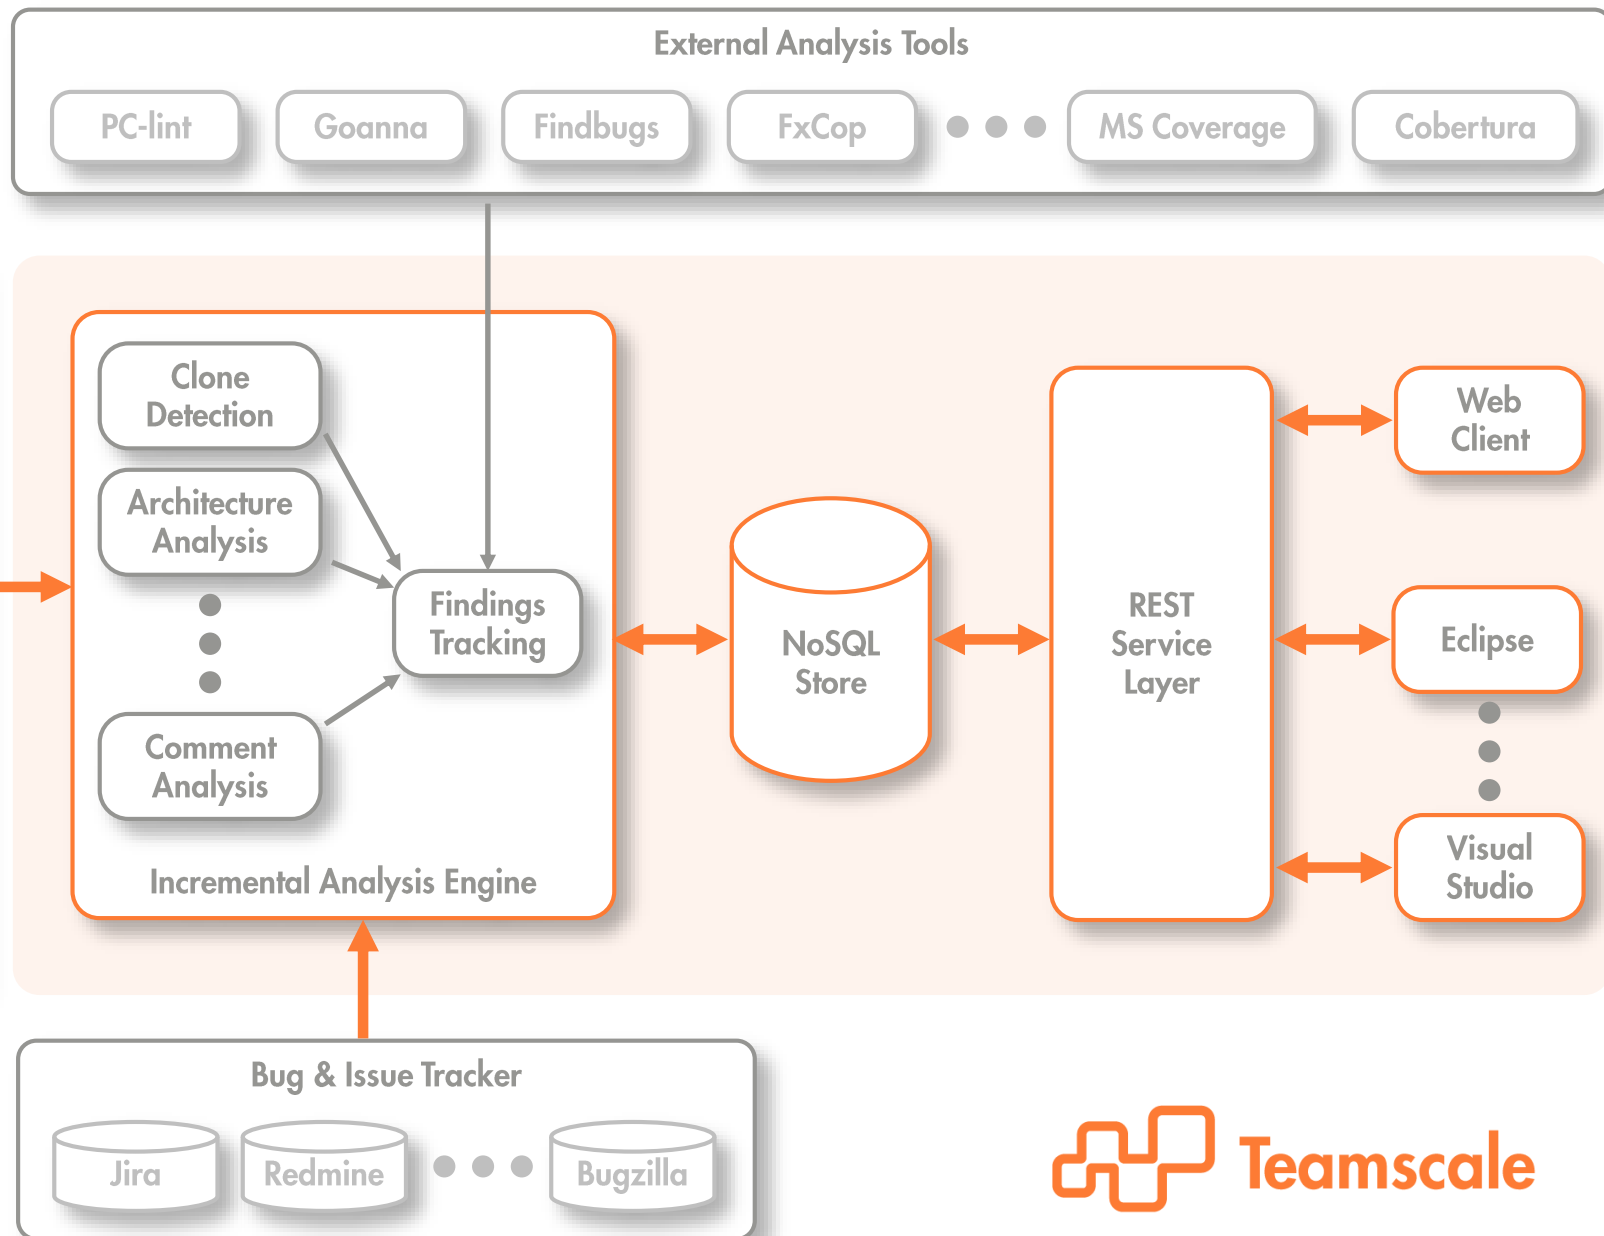 External Analysis Tools
PC-lint
Goanna
Findbugs
FxCop
MS Coverage
Cobertura
Clone
Detection
Architecture
Analysis
Findings
Tracking
Comment
Analysis
Incremental Analysis Engine
NoSQL
Store
REST
Service
Layer
Web
Client
Eclipse
Visual
Studio
Bug & Issue Tracker
Jira
Redmine
Bugzilla
Teamscale